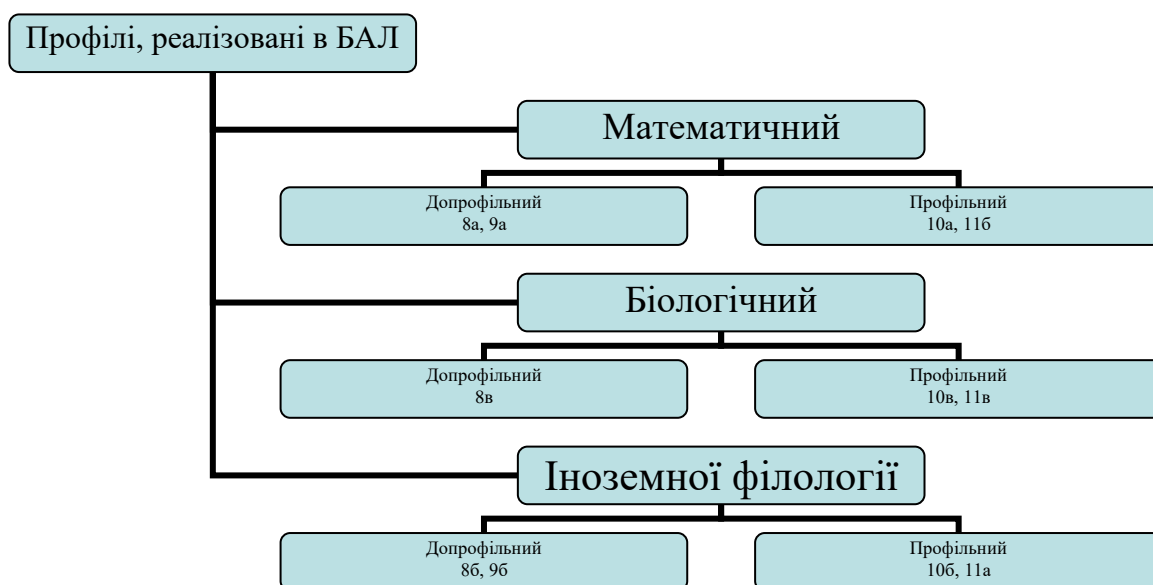 Профілі, реалізовані в БАЛ
Математичний
Допрофільний
8а, 9а
Профільний
10а, 11б
Біологічний
Допрофільний
8в
Профільний
10в, 11в
Іноземної філології
Допрофільний
8б, 9б
Профільний
10б, 11а